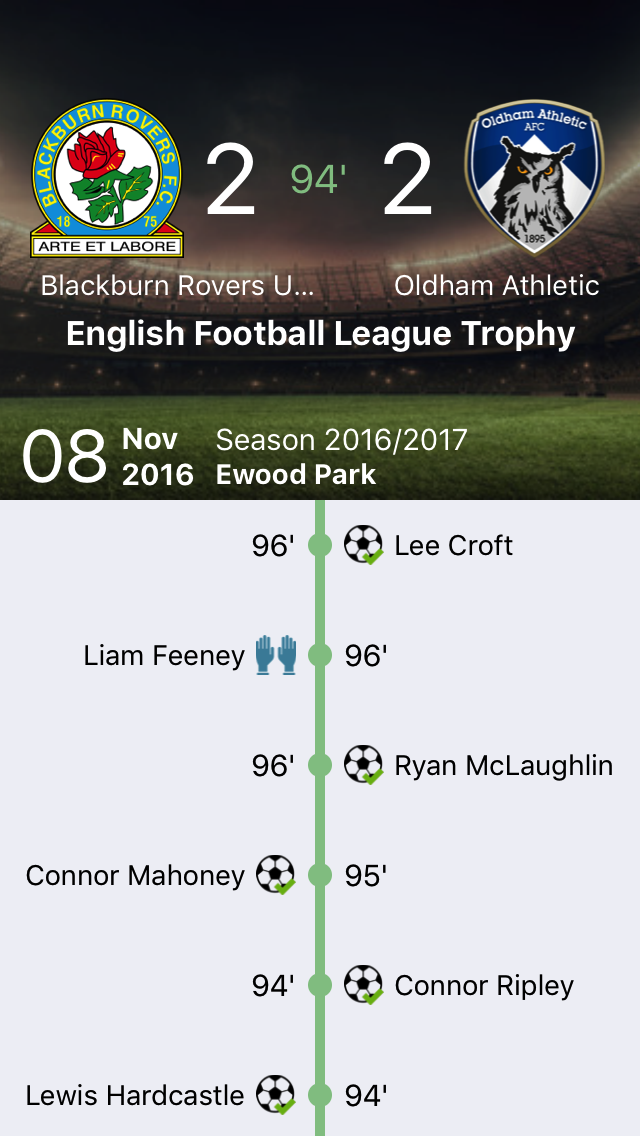 BLACKBURN ROVERS F.C.
18 75
ARTE ET LABORE
2 94' 2
Oldham Athletic
AFC
1895
Blackburn Rovers U... Oldham Athletic
English Football League Trophy
08 Nov 2016
Season 2016/2017
Ewood Park
96' Lee Croft
Liam Feeney 96'
96' Ryan McLaughlin
Connor Mahoney 95'
94' Connor Ripley
Lewis Hardcastle 94'